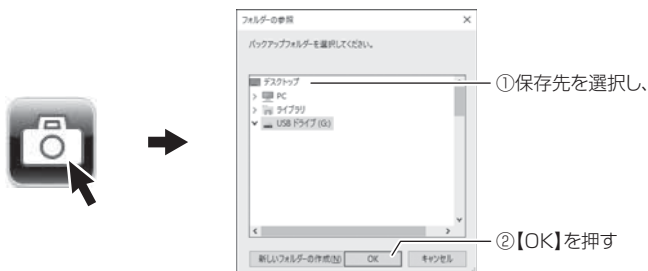 フォルダーの参照
バックアップフォルダーを選択してください。
デスクトップ
PC
ライブラリ
USB ドライブ (G:)
新しいフォルダーの作成(N)
OK
キャンセル
①保存先を選択し、
②【OK】を押す